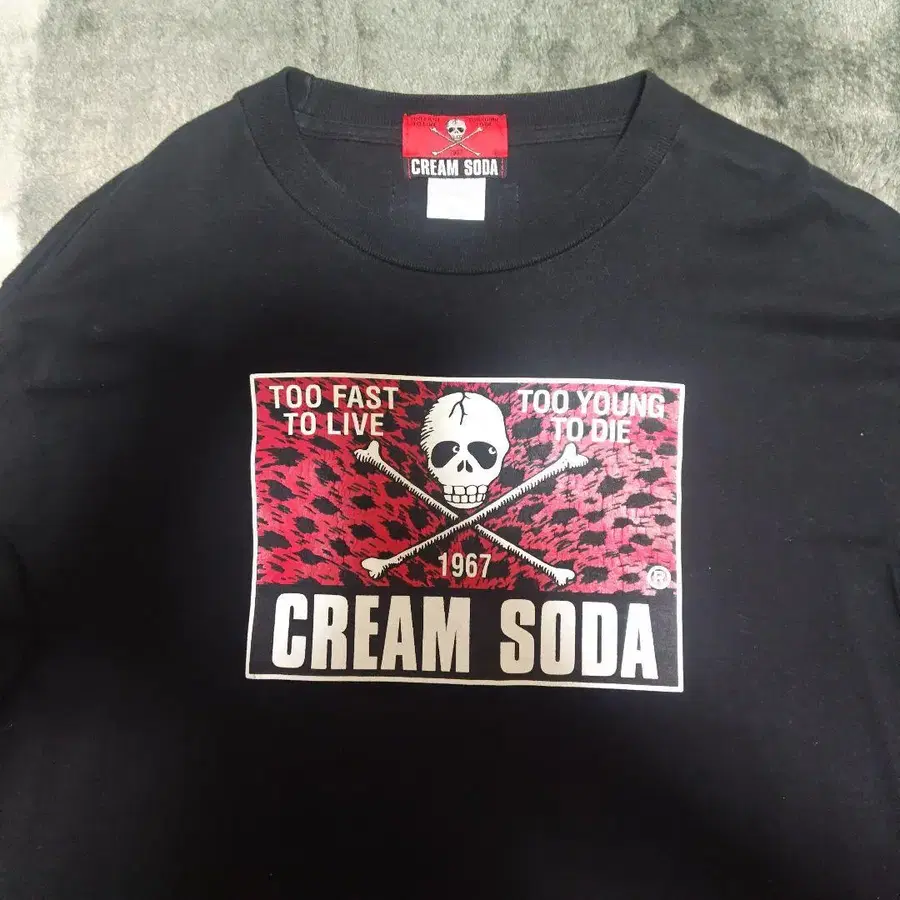 CREAM SODA
TOO FAST
TO LIVE
TOO YOUNG
TO DIE
1967
®
CREAM SODA